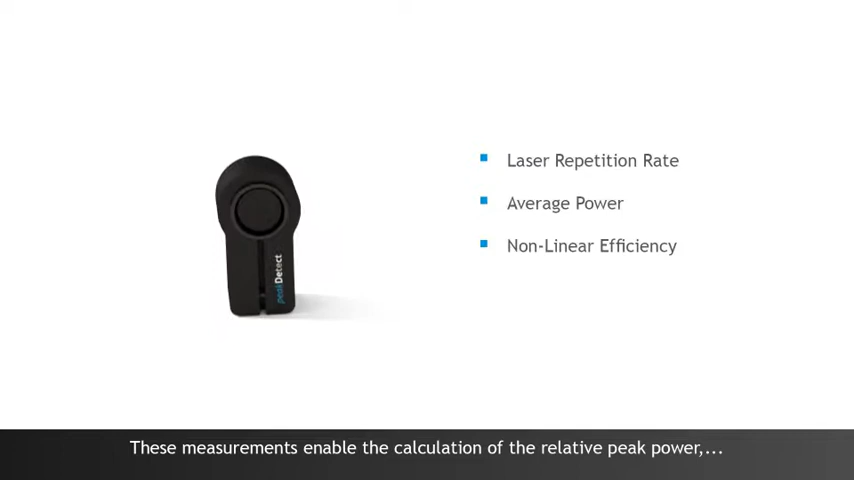 Laser Repetition Rate
Average Power
Non-Linear Efficiency
peakDetect
These measurements enable the calculation of the relative peak power,...